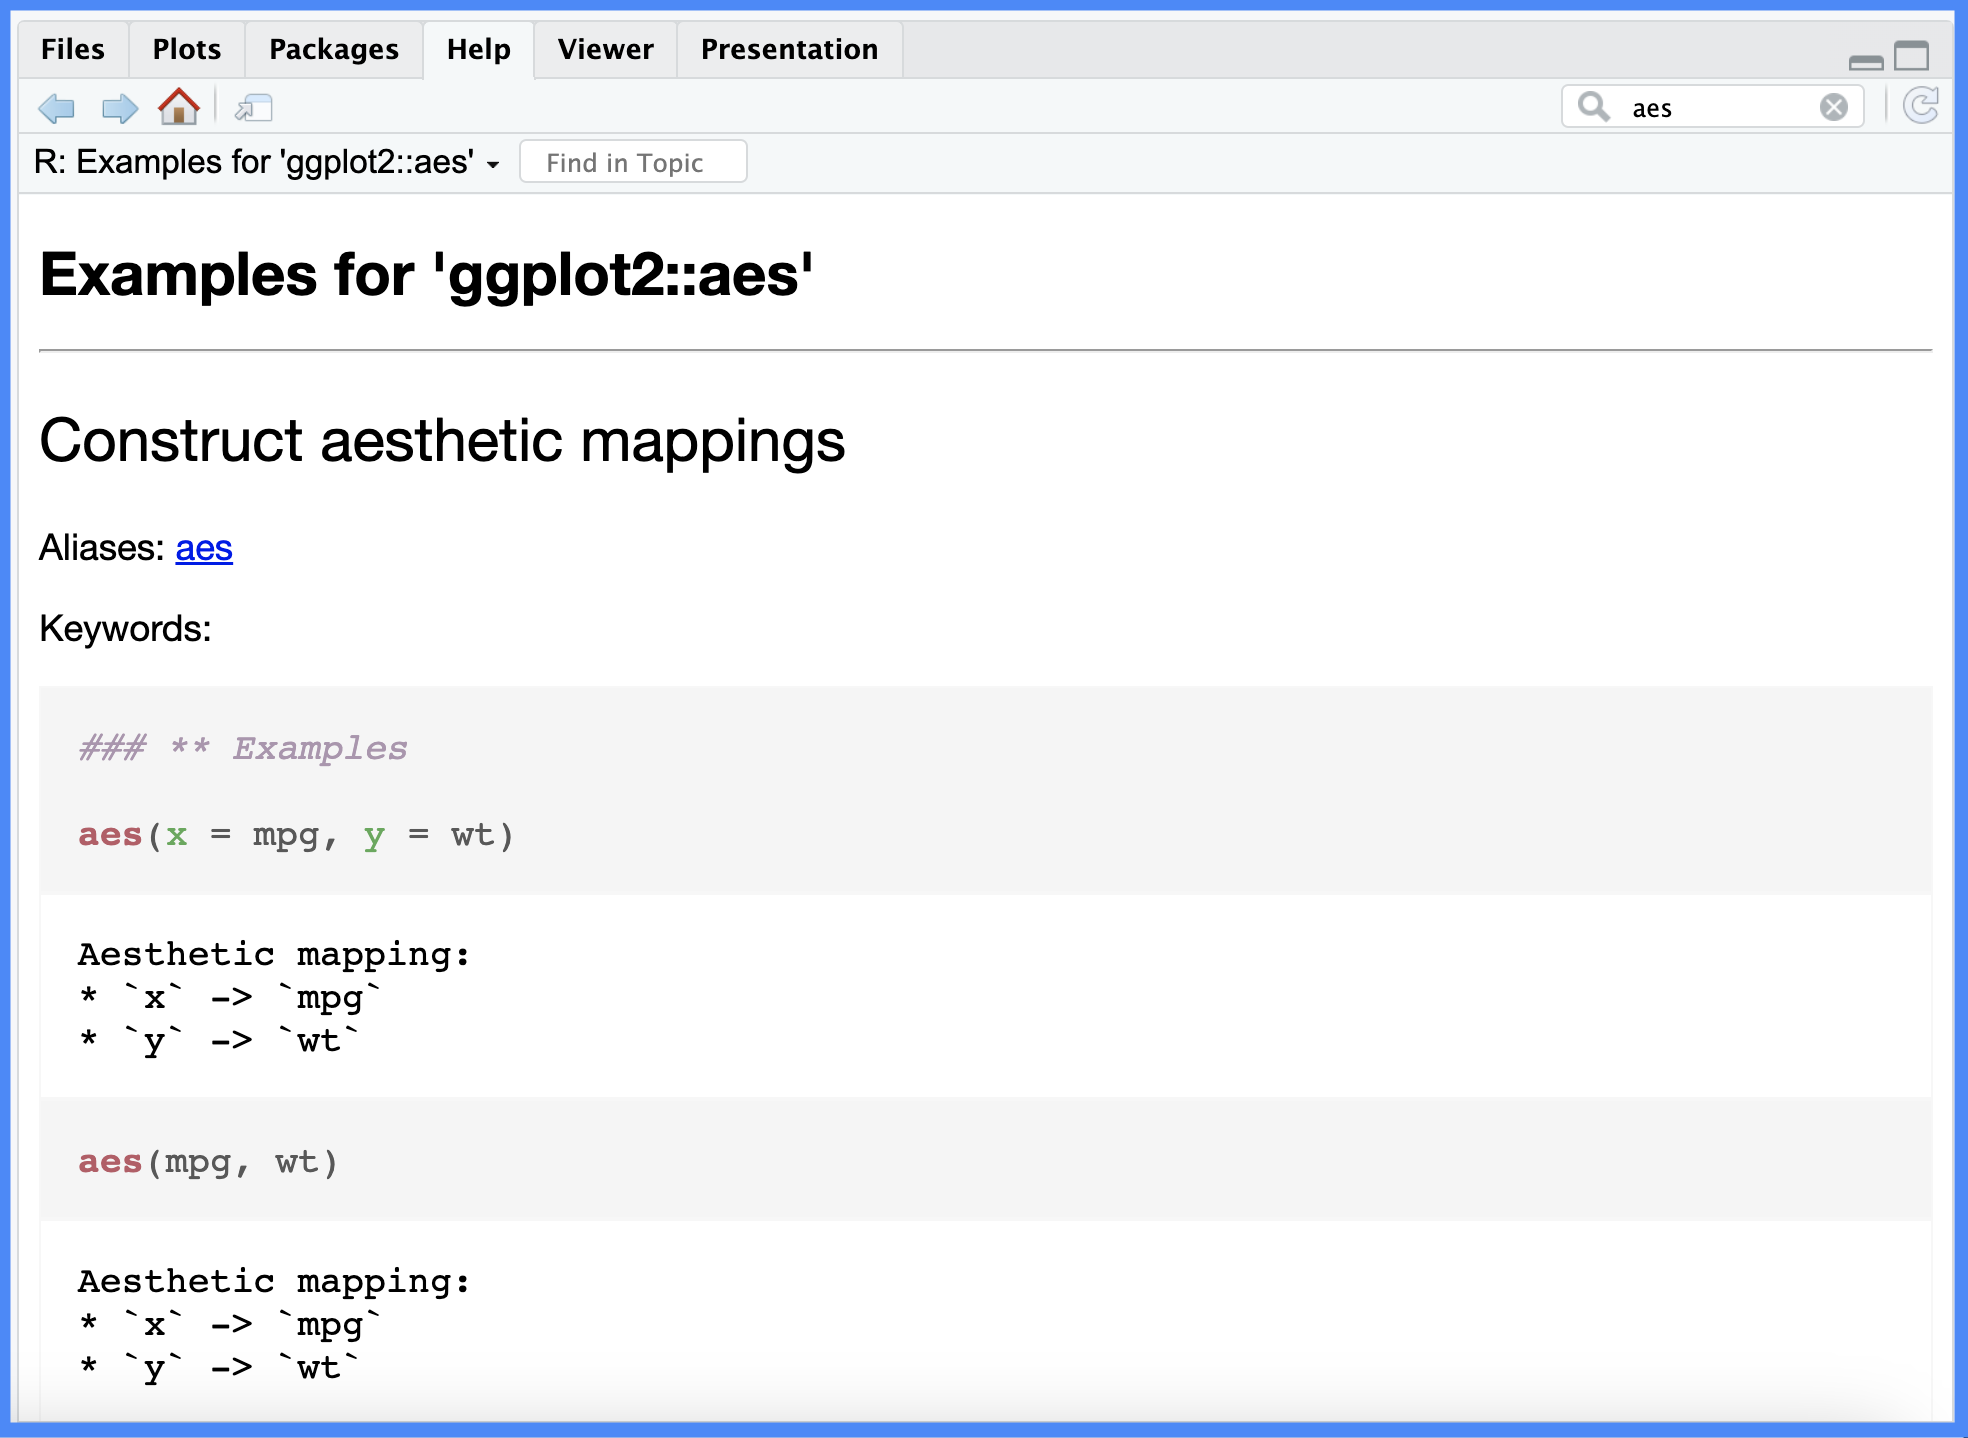 Files Plots Packages Help Viewer Presentation
aes
R: Examples for 'ggplot2::aes' Find in Topic
Examples for 'ggplot2::aes'
Construct aesthetic mappings
Aliases: aes
Keywords:
### ** Examples
aes(x = mpg, y = wt)
Aesthetic mapping:
* `x` -> `mpg`
* `y` -> `wt`
aes(mpg, wt)
Aesthetic mapping:
* `x` -> `mpg`
* `y` -> `wt`